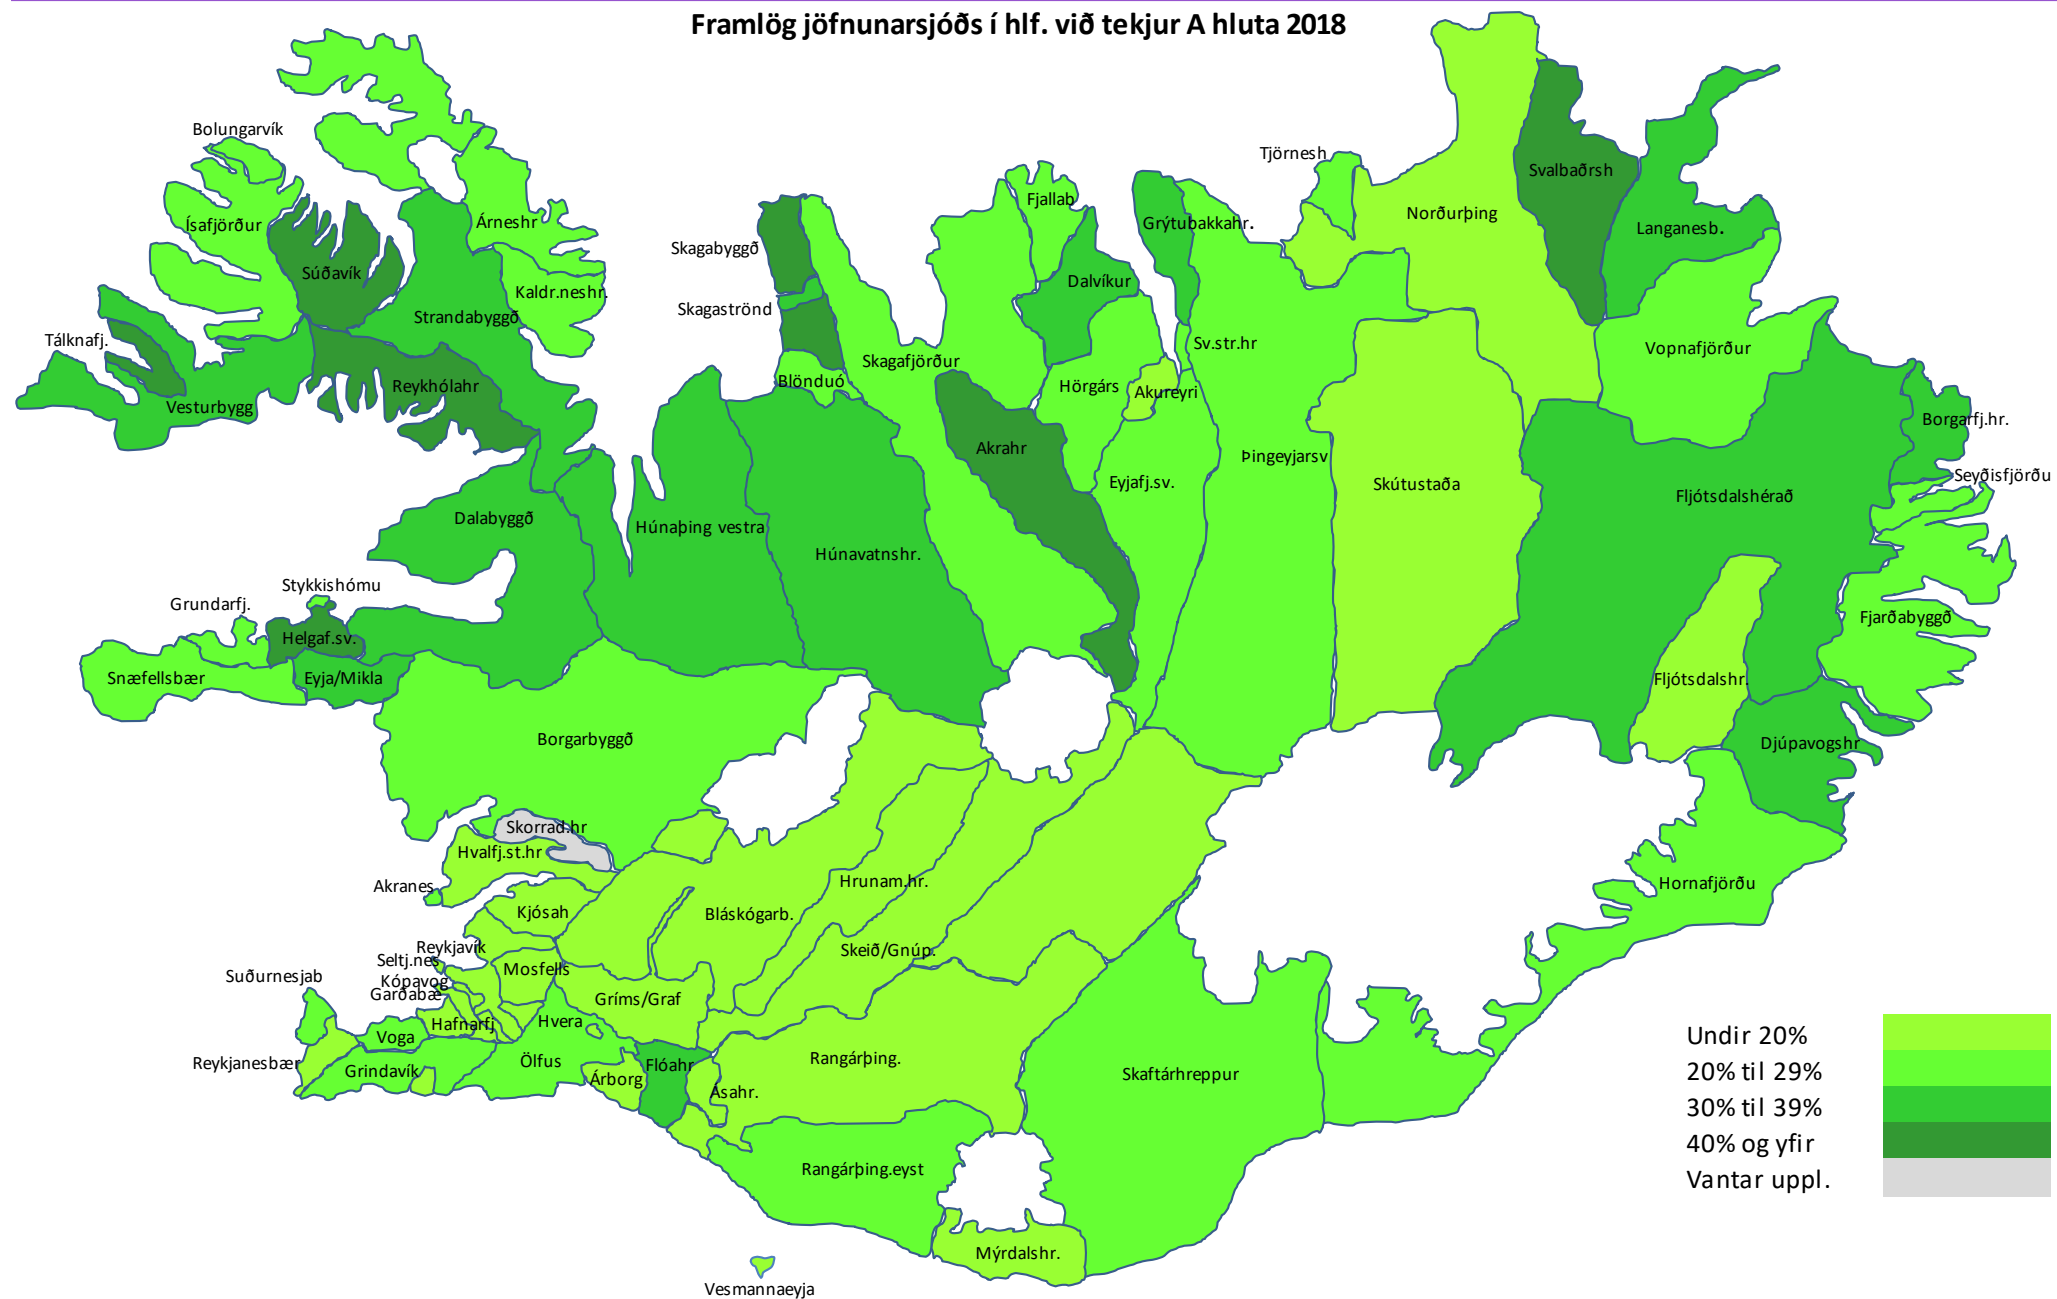 Framlög jöfnunarsjóðs í hlf. við tekjur A hluta 2018
Bolungarvík
Tjörnesh
Svalbaðrsh
Ísafjörður
Árneshr
Fjallab
Grýtubakkahr.
Norðurþing
Langanesb.
Skagabyggð
Súðavík
Kaldr.neshr.
Dalvíkur
Skagaströnd
Strandabyggð
Tálknafj.
Sv.str.hr
Vopnafjörður
Skagafjörður
Reykhólahr
Blönduó
Hörgárs
Akureyri
Vesturbygg
Borgarfj.hr.
Akrahr
Þingeyjarsv
Seyðisfjörðu
Eyjafj.sv.
Skútustaða
Fljótsdalshérað
Dalabyggð
Húnaþing vestra
Húnavatnshr.
Stykkishómu
Grundarfj.
Fjarðabyggð
Helgaf.sv.
Snæfellsbær
Eyja/Mikla
Fljótsdalshr.
Borgarbyggð
Djúpavogshr
Skorrad.hr
Hvalfj.st.hr
Akranes
Hrunam.hr.
Hornafjörðu
Kjósah
Bláskógarb.
Reykjavík
Skeið/Gnúp.
Seltj.nes
Mosfells
Suðurnesjab
Kópavog
Garðabæ
Gríms/Graf
Hafnarfj
Hvera
Voga
Reykjanesbær
Grindavík
Ölfus
Flóahr
Rangárþing.
Árborg
Ásahr.
Skaftárhreppur
Rangárþing.eyst
Mýrdalshr.
Vesmannaeyja
Undir 20%
20% til 29%
30% til 39%
40% og yfir
Vantar uppl.